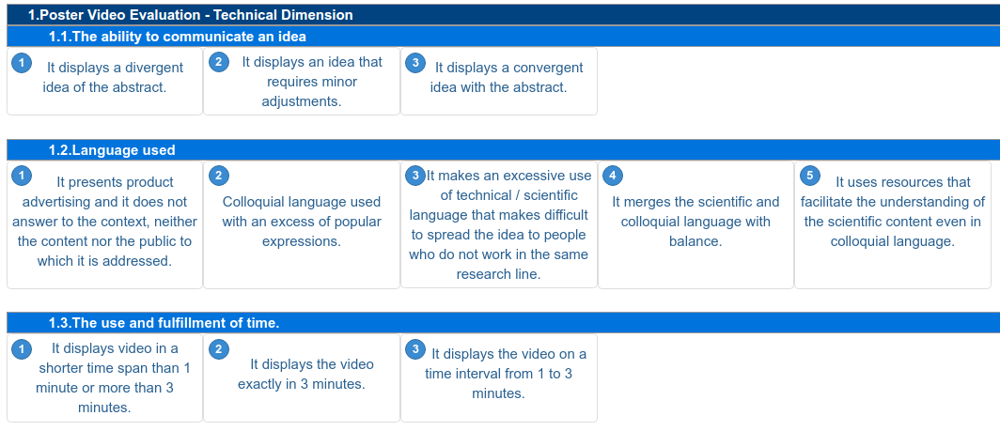 1.Poster Video Evaluation - Technical Dimension
1.1.The ability to communicate an idea
1
It displays a divergent
idea of the abstract.
2
It displays an idea that
requires minor
adjustments.
3
It displays a convergent
idea with the abstract.
1.2.Language used
1
It presents product
advertising and it does not
answer to the context, neither
the content nor the public to
which it is addressed.
2
Colloquial language used
with an excess of popular
expressions.
3
It makes an excessive use
of technical / scientific
language that makes difficult
to spread the idea to people
who do not work in the same
research line.
4
It merges the scientific and
colloquial language with
balance.
5
It uses resources that
facilitate the understanding of
the scientific content even in
colloquial language.
1.3.The use and fulfillment of time.
1
It displays video in a
shorter time span than 1
minute or more than 3
minutes.
2
It displays the video
exactly in 3 minutes.
3
It displays the video on a
time interval from 1 to 3
minutes.